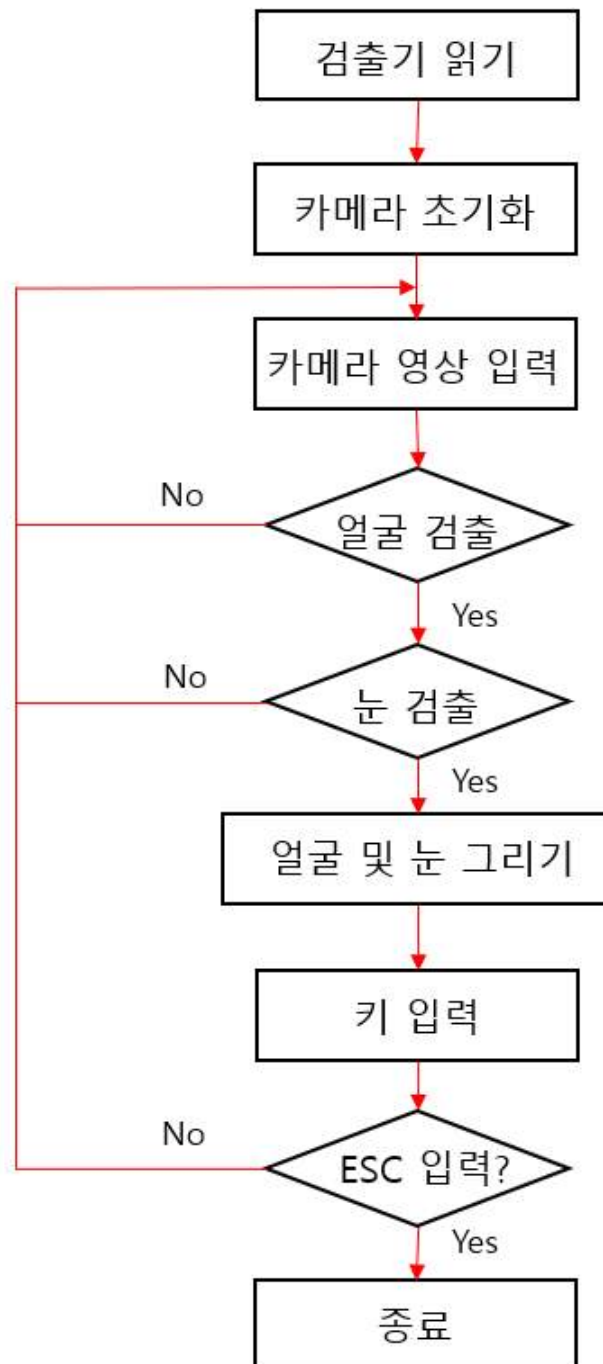 검출기 읽기
카메라 초기화
카메라 영상 입력
No
얼굴 검출
Yes
No
눈 검출
Yes
얼굴 및 눈 그리기
키 입력
No
ESC 입력?
Yes
종료